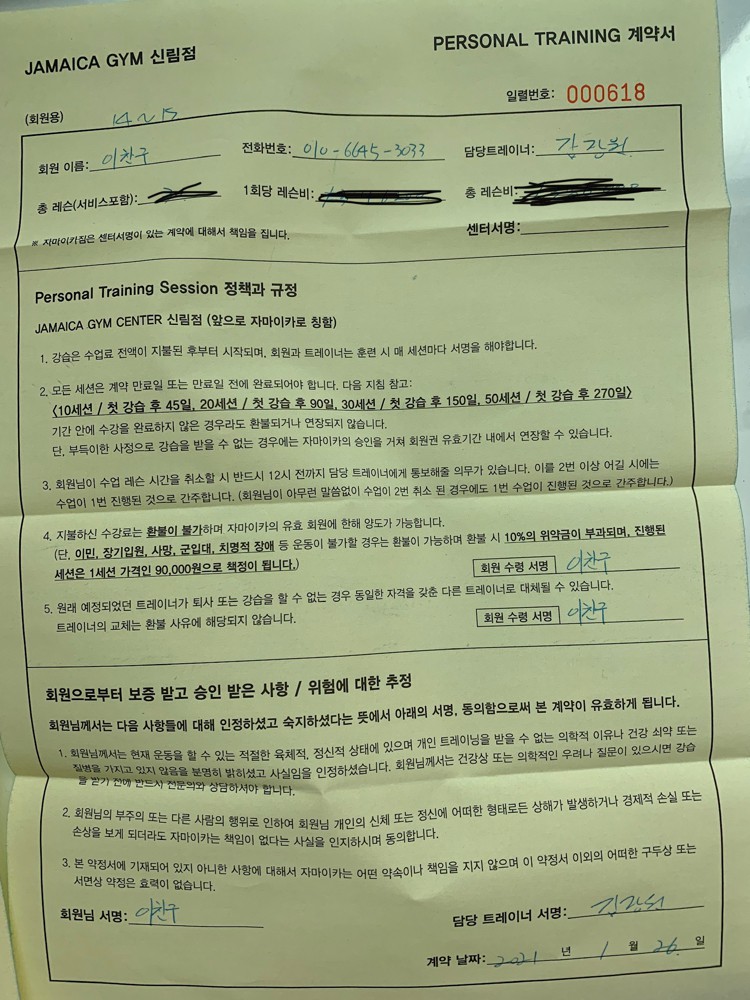 JAMAICA GYM 신림점
PERSONAL TRAINING 계약서
일렬번호: 000618
(회원용)
14~15
회원 이름: 이찬구 전화번호: 010-6645-3033 담당트레이너: 김광원
총 레슨(서비스포함): 1회당 레슨비: 총 레슨비:
※ 자마이카짐은 센터서명이 있는 계약에 대해서 책임을 집니다. 센터서명:
Personal Training Session 정책과 규정
JAMAICA GYM CENTER 신림점 (앞으로 자마이카로 칭함)
1. 강습은 수업료 전액이 지불된 후부터 시작되며, 회원과 트레이너는 훈련 시 매 세션마다 서명을 해야합니다.
2. 모든 세션은 계약 만료일 또는 만료일 전에 완료되어야 합니다. 다음 지침 참고:
<10세션 / 첫 강습 후 45일, 20세션 / 첫 강습 후 90일, 30세션 / 첫 강습 후 150일, 50세션 / 첫 강습 후 270일>
기간 안에 수강을 완료하지 않은 경우라도 환불되거나 연장되지 않습니다.
단, 부득이한 사정으로 강습을 받을 수 없는 경우에는 자마이카의 승인을 거쳐 회원권 유효기간 내에서 연장할 수 있습니다.
3. 회원님이 수업 레슨 시간을 취소할 시 반드시 12시 전까지 담당 트레이너에게 통보해줄 의무가 있습니다. 이를 2번 이상 어길 시에는
수업이 1번 진행된 것으로 간주합니다. (회원님이 아무런 말씀없이 수업이 2번 취소 된 경우에도 1번 수업이 진행된 것으로 간주합니다.)
4. 지불하신 수강료는 환불이 불가하며 자마이카의 유효 회원에 한해 양도가 가능합니다.
(단, 이민, 장기입원, 사망, 군입대, 치명적 장애 등 운동이 불가할 경우는 환불이 가능하며 환불 시 10%의 위약금이 부과되며, 진행된
세션은 1세션 가격인 90,000원으로 책정이 됩니다.) 회원 수령 서명 이찬구
5. 원래 예정되었던 트레이너가 퇴사 또는 강습을 할 수 없는 경우 동일한 자격을 갖춘 다른 트레이너로 대체될 수 있습니다.
트레이너의 교체는 환불 사유에 해당되지 않습니다. 회원 수령 서명 이찬구
회원으로부터 보증 받고 승인 받은 사항 / 위험에 대한 추정
회원님께서는 다음 사항들에 대해 인정하셨고 숙지하셨다는 뜻에서 아래의 서명, 동의함으로써 본 계약이 유효하게 됩니다.
1. 회원님께서는 현재 운동을 할 수 있는 적절한 육체적, 정신적 상태에 있으며 개인 트레이닝을 받을 수 없는 의학적 이유나 건강 쇠약 또는
질병을 가지고 있지 않음을 분명히 밝히셨고 사실임을 인정하셨습니다. 회원님께서는 건강상 또는 의학적인 우려나 질문이 있으시면 강습
을 받기 전에 반드시 전문의와 상담하셔야 합니다.
2. 회원님의 부주의 또는 다른 사람의 행위로 인하여 회원님 개인의 신체 또는 정신에 어떠한 형태로든 상해가 발생하거나 경제적 손실 또는
손상을 보게 되더라도 자마이카는 책임이 없다는 사실을 인지하시며 동의합니다.
3. 본 약정서에 기재되어 있지 아니한 사항에 대해서 자마이카는 어떤 약속이나 책임을 지지 않으며 이 약정서 이외의 어떠한 구두상 또는
서면상 약정은 효력이 없습니다.
회원님 서명: 이찬구 담당 트레이너 서명: 김광원
계약 날짜: 2021 년 1 월 26 일